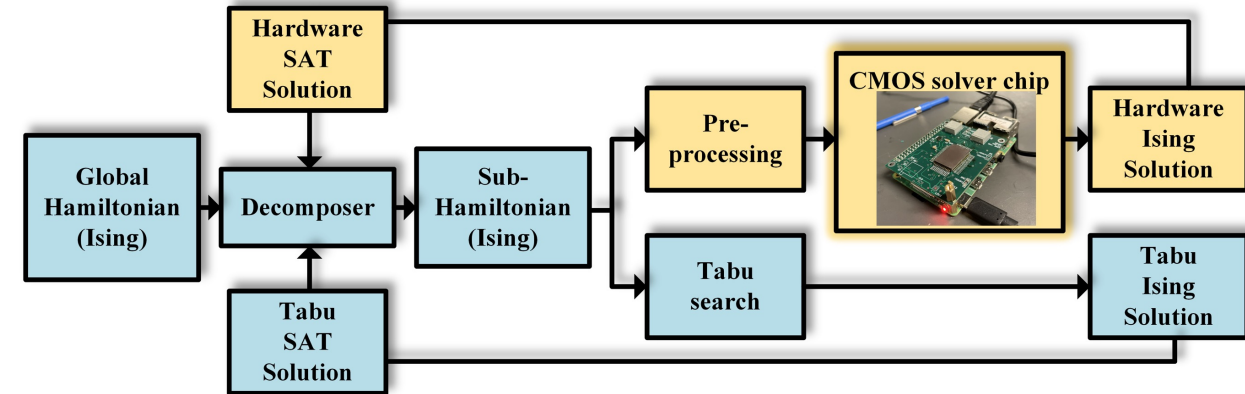 Hardware
SAT
Solution
CMOS solver chip
Pre-
processing
Hardware
Ising
Solution
Global
Hamiltonian
(Ising)
Decomposer
Sub-
Hamiltonian
(Ising)
Tabu
search
Tabu
Ising
Solution
Tabu
SAT
Solution